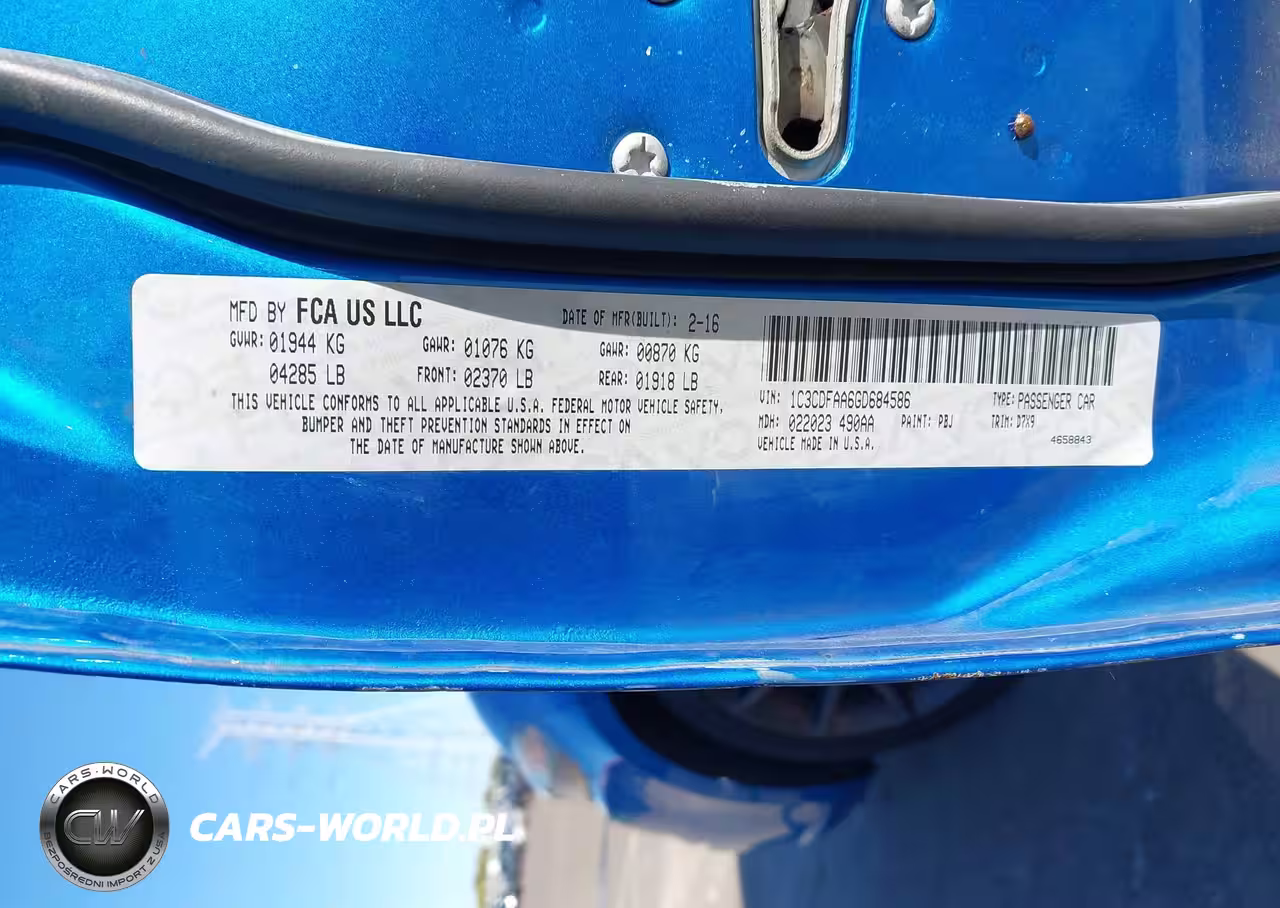 MFD BY FCA US LLC DATE OF MFR(BUILT): 2-16
GVWR: 01944 KG GAWR: 01076 KG GAWR: 00870 KG
04285 LB FRONT: 02370 LB REAR: 01918 LB
THIS VEHICLE CONFORMS TO ALL APPLICABLE U.S.A. FEDERAL MOTOR VEHICLE SAFETY,
BUMPER AND THEFT PREVENTION STANDARDS IN EFFECT ON
THE DATE OF MANUFACTURE SHOWN ABOVE.
VIN: 1C3CDFAA6GD684586 TYPE: PASSENGER CAR
MDH: 022023 490AA PAINT: PBJ TRIM: D7X9
VEHICLE MADE IN U.S.A. 4658843
CARS-WORLD
CW
BEZPOŚREDNI IMPORT Z USA
CARS-WORLD.PL